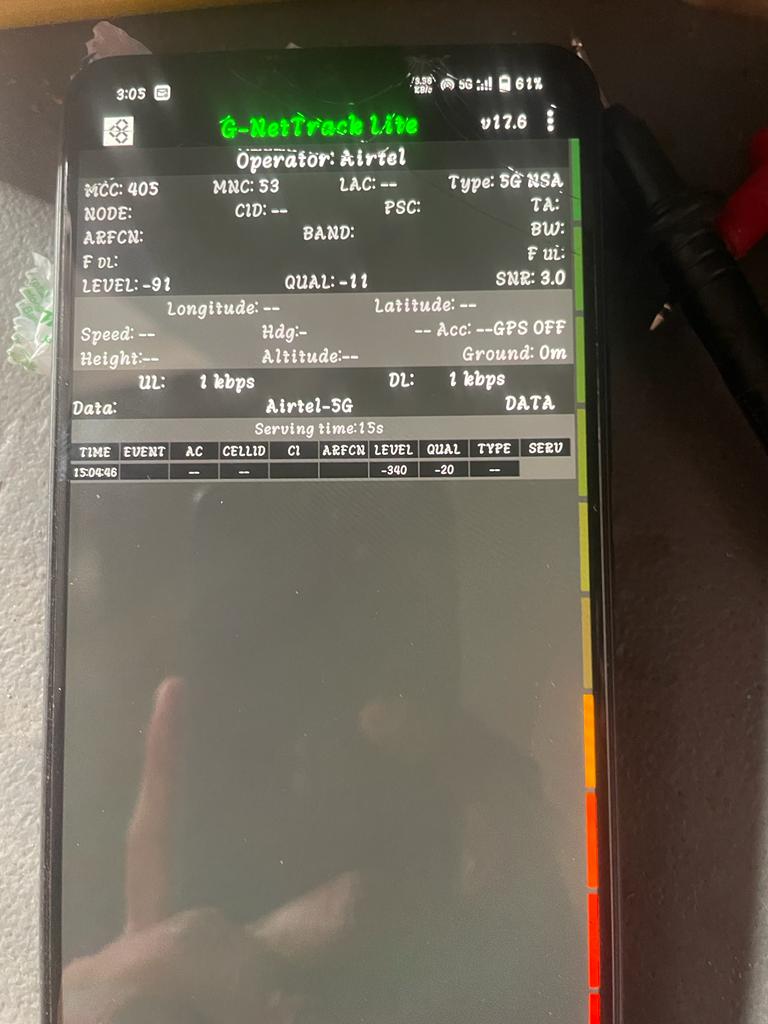 3:05 5G 61%
G-NetTrack Lite v17.6
Operator: Airtel
MCC: 405 MNC: 53 LAC: -- Type: 5G NSA
NODE: CID: -- PSC: TA:
ARFCN: BAND: BW:
F DL: F UL:
LEVEL: -91 QUAL: -11 SNR: 3.0
Longitude: -- Latitude: --
Speed: -- Hdg:- -- Acc: --GPS OFF
Height:-- Altitude:-- Ground: 0m
UL: 1 kbps DL: 1 kbps
Data: Airtel-5G DATA
Serving time:15s
TIME EVENT AC CELLID CI ARFCN LEVEL QUAL TYPE SERV
15:04:46 -- -- -340 -20 --